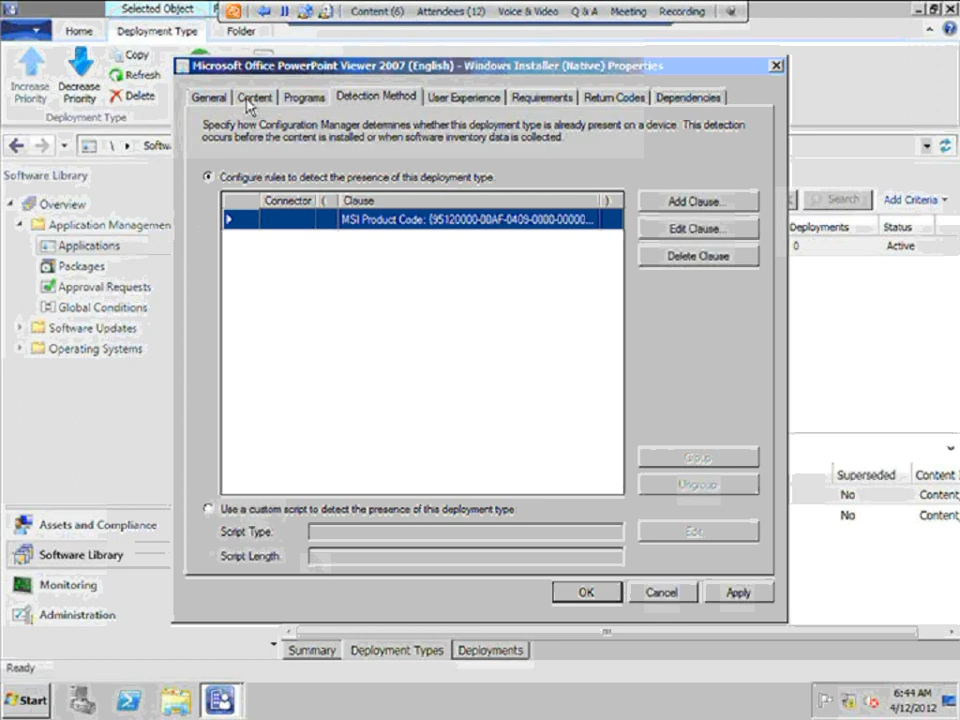 Selected Object
Content (6) Attendees (12) Voice & Video Q & A Meeting Recording
Home Deployment Type Folder
Increase Priority
Decrease Priority
Copy
Refresh
Delete
Deployment Type
Microsoft Office PowerPoint Viewer 2007 (English) - Windows Installer (Native) Properties
General Content Programs Detection Method User Experience Requirements Return Codes Dependencies
Specify how Configuration Manager determines whether this deployment type is already present on a device. This detection
occurs before the content is installed or when software inventory data is collected.
Configure rules to detect the presence of this deployment type.
Connector ( Clause )
MSI Product Code: {95120000-00AF-0409-0000-00000...
Add Clause...
Edit Clause...
Delete Clause
Group
Ungroup
Use a custom script to detect the presence of this deployment type
Script Type:
Edit
Script Length:
OK Cancel Apply
\ Softw
Software Library
Overview
Application Managemen
Applications
Packages
Approval Requests
Global Conditions
Software Updates
Operating Systems
Assets and Compliance
Software Library
Monitoring
Administration
Search Add Criteria
Deployments Status
0 Active
Superseded Content
No Content
No Content
Summary Deployment Types Deployments
Ready
Start
6:44 AM
4/12/2012